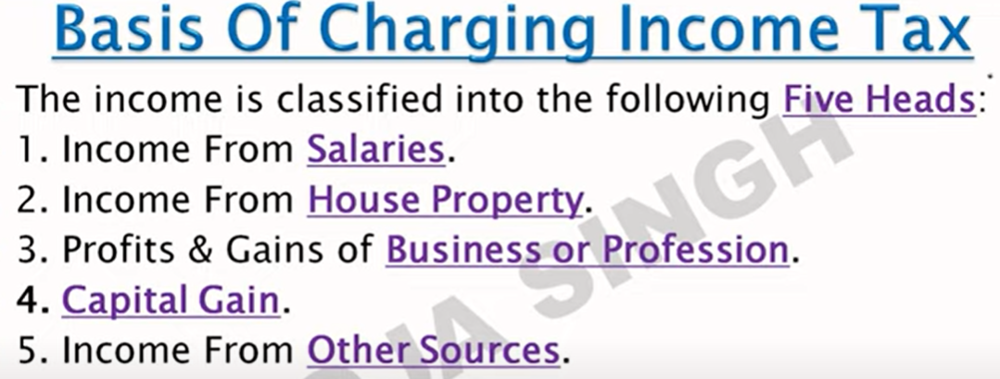 Basis Of Charging Income Tax
The income is classified into the following Five Heads:
1. Income From Salaries.
2. Income From House Property.
3. Profits & Gains of Business or Profession.
4. Capital Gain.
5. Income From Other Sources.
JA SINGH